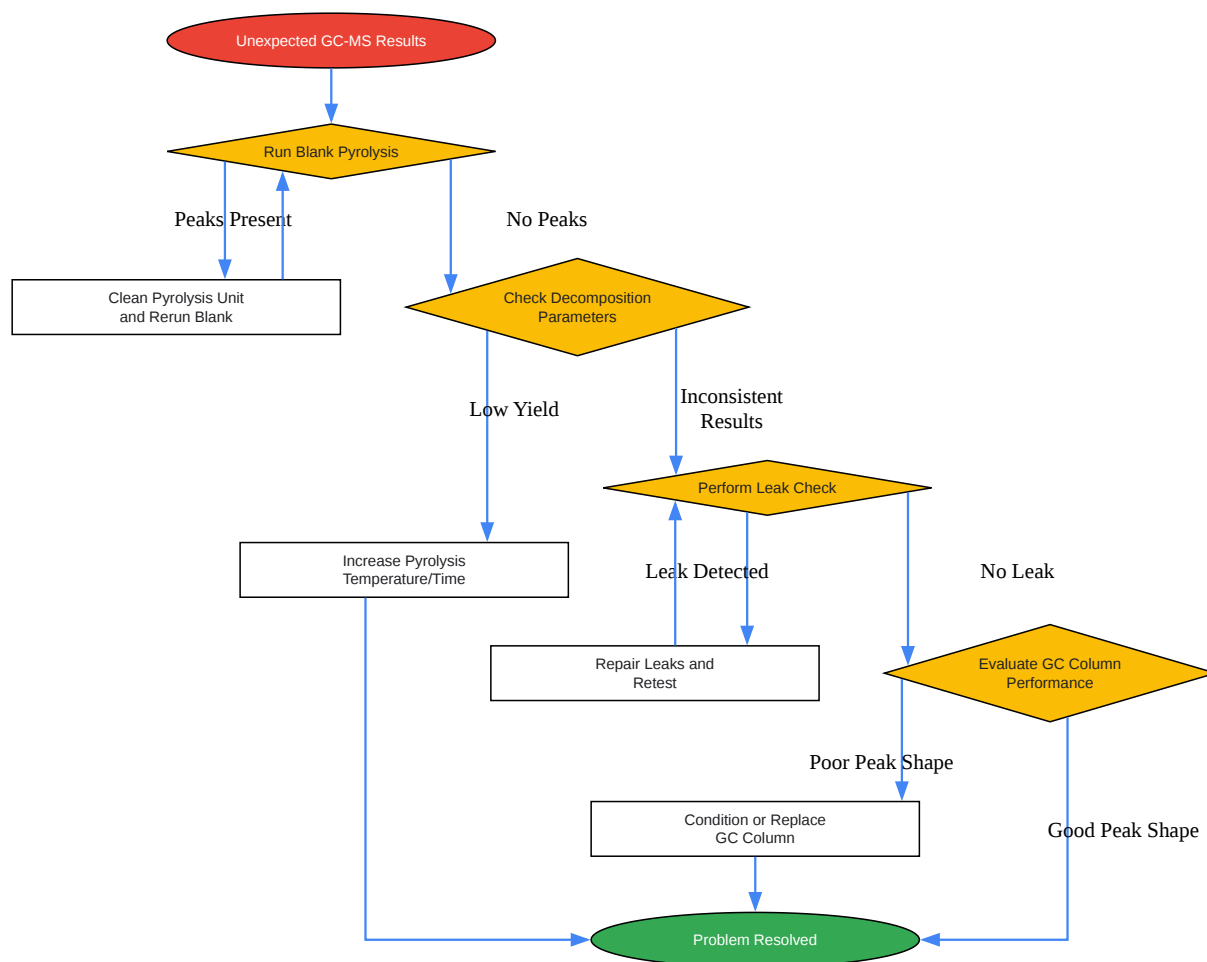 Unexpected GC-MS Results
Run Blank Pyrolysis
Peaks Present
No Peaks
Clean Pyrolysis Unit
and Rerun Blank
Check Decomposition
Parameters
Low Yield
Inconsistent
Results
Perform Leak Check
Increase Pyrolysis
Temperature/Time
Leak Detected
No Leak
Repair Leaks and
Retest
Evaluate GC Column
Performance
Poor Peak Shape
Condition or Replace
GC Column
Good Peak Shape
Problem Resolved